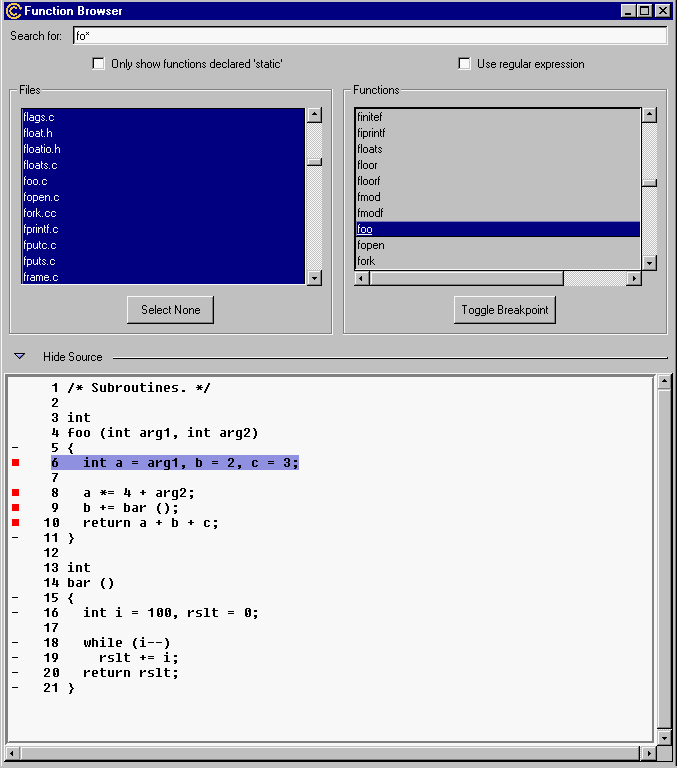 Function Browser
Search for: fo*
Only show functions declared 'static' Use regular expression
Files
flags.c
float.h
floatio.h
floats.c
foo.c
fopen.c
fork.cc
fprintf.c
fputc.c
fputs.c
frame.c
Select None
Functions
finitef
fiprintf
floats
floor
floorf
fmod
fmodf
foo
fopen
fork
Toggle Breakpoint
Hide Source
1 /* Subroutines. */
2
3 int
4 foo (int arg1, int arg2)
- 5 {
6   int a = arg1, b = 2, c = 3;
7
8   a *= 4 + arg2;
9   b += bar ();
10   return a + b + c;
- 11 }
12
13 int
14 bar ()
- 15 {
- 16   int i = 100, rslt = 0;
17
- 18   while (i--)
- 19     rslt += i;
- 20   return rslt;
- 21 }